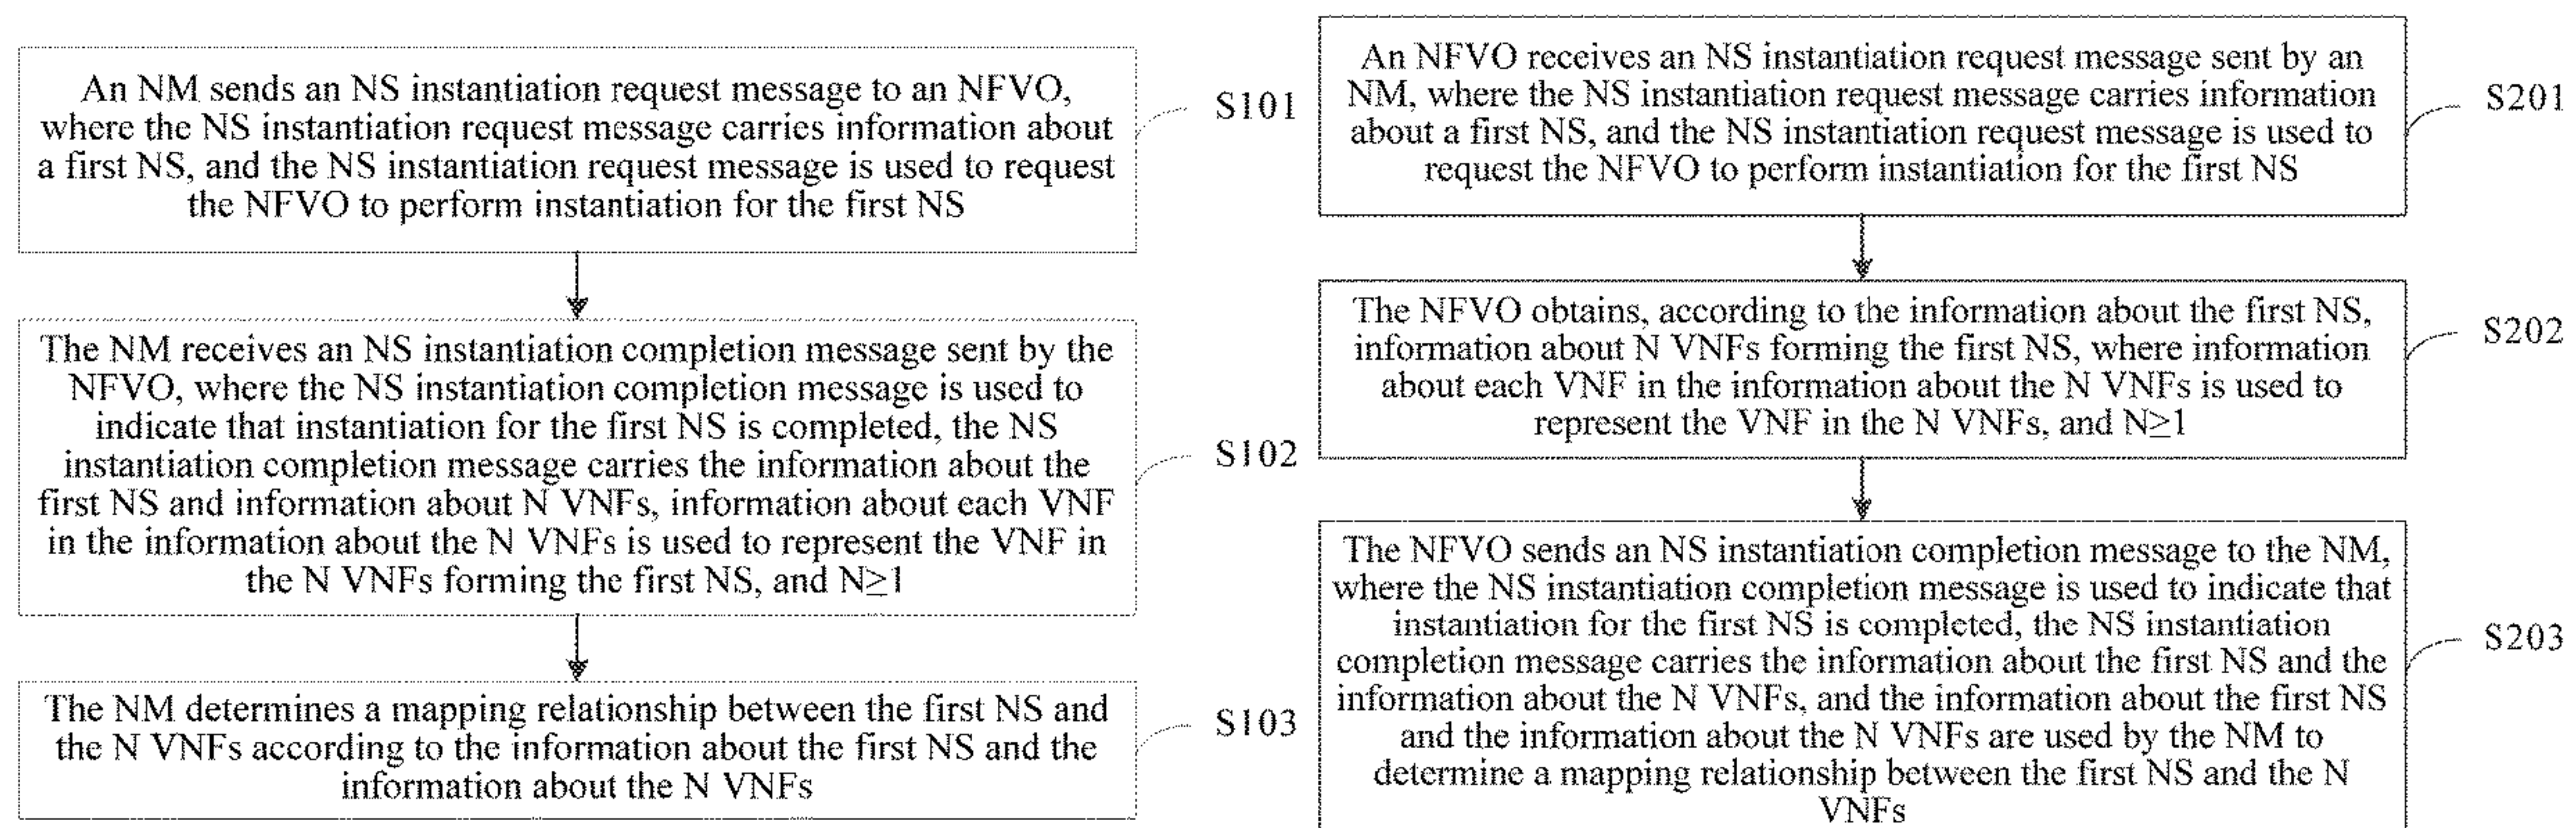 An NM sends an NS instantiation request message to an NFVO,
where the NS instantiation request message carries information about
a first NS, and the NS instantiation request message is used to request
the NFVO to perform instantiation for the first NS
S101
The NM receives an NS instantiation completion message sent by the
NFVO, where the NS instantiation completion message is used to
indicate that instantiation for the first NS is completed, the NS
instantiation completion message carries the information about the
first NS and information about N VNFs, information about each VNF
in the information about the N VNFs is used to represent the VNF in
the N VNFs forming the first NS, and N≥1
S102
The NM determines a mapping relationship between the first NS and
the N VNFs according to the information about the first NS and the
information about the N VNFs
S103
An NFVO receives an NS instantiation request message sent by an
NM, where the NS instantiation request message carries information
about a first NS, and the NS instantiation request message is used to
request the NFVO to perform instantiation for the first NS
S201
The NFVO obtains, according to the information about the first NS,
information about N VNFs forming the first NS, where information
about each VNF in the information about the N VNFs is used to
represent the VNF in the N VNFs, and N≥1
S202
The NFVO sends an NS instantiation completion message to the NM,
where the NS instantiation completion message is used to indicate that
instantiation for the first NS is completed, the NS instantiation
completion message carries the information about the first NS and the
information about the N VNFs, and the information about the first NS
and the information about the N VNFs are used by the NM to
determine a mapping relationship between the first NS and the N
VNFs
S203